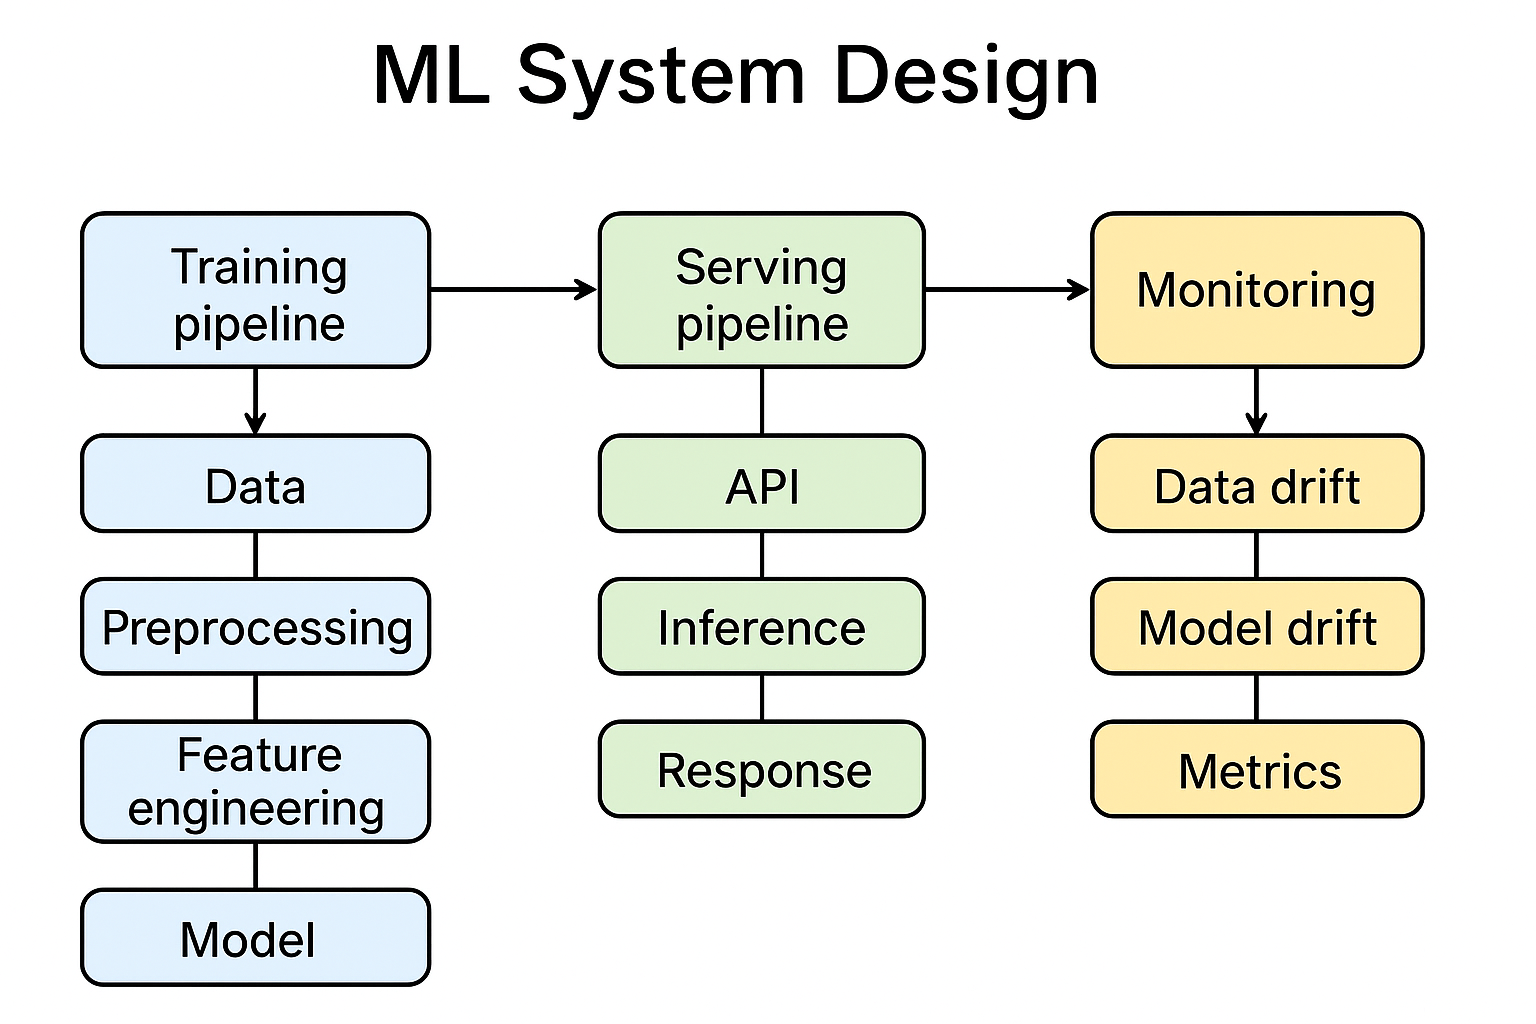 ML System Design
Training
pipeline
Serving
pipeline
Monitoring
Data
API
Data drift
Preprocessing
Inference
Model drift
Feature
engineering
Response
Metrics
Model